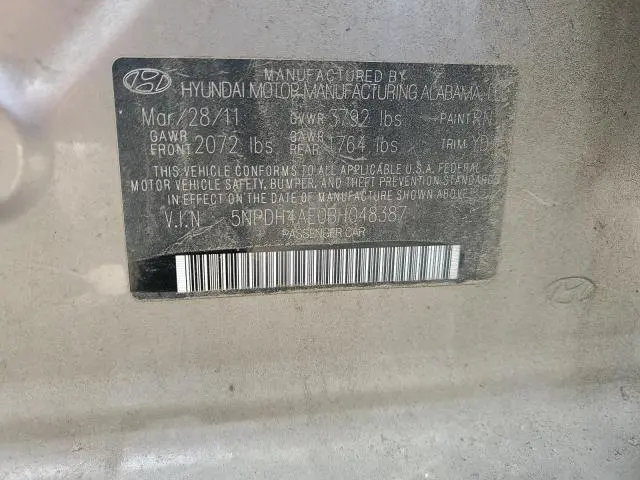 MANUFACTURED BY
HYUNDAI MOTOR MANUFACTURING ALABAMA,
Mar/28/11 GVWR 3792 lbs PAINT
GAWR FRONT 2072 lbs GAWR REAR 1764 lbs TRIM
THIS VEHICLE CONFORMS TO ALL APPLICABLE U.S.A. FEDERAL
MOTOR VEHICLE SAFETY, BUMPER, AND THEFT PREVENTION STANDARDS
IN EFFECT ON THE DATE OF MANUFACTURE SHOWN ABOVE.
V.I.N 5NPDH4AE0BH048387
PASSENGER CAR